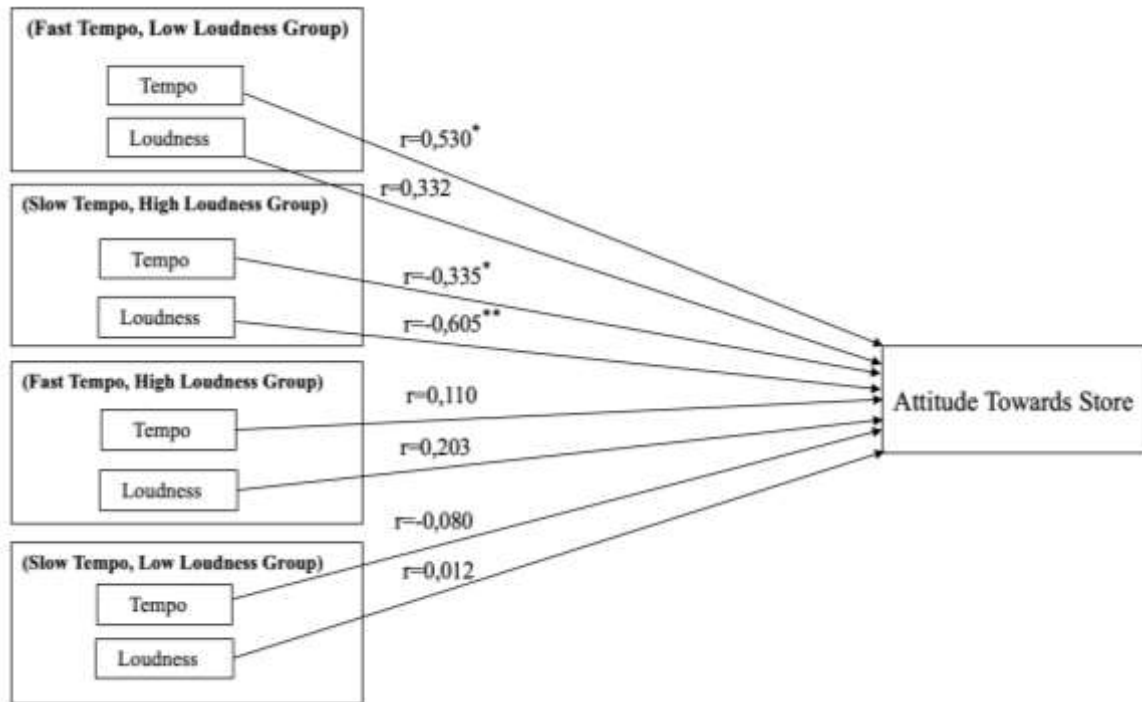 (Fast Tempo, Low Loudness Group)
Tempo
Loudness
r=0,530*
r=0,332
(Slow Tempo, High Loudness Group)
Tempo
Loudness
r=-0,335*
r=-0,605**
(Fast Tempo, High Loudness Group)
Tempo
Loudness
r=0,110
r=0,203
(Slow Tempo, Low Loudness Group)
Tempo
Loudness
r=-0,080
r=0,012
Attitude Towards Store